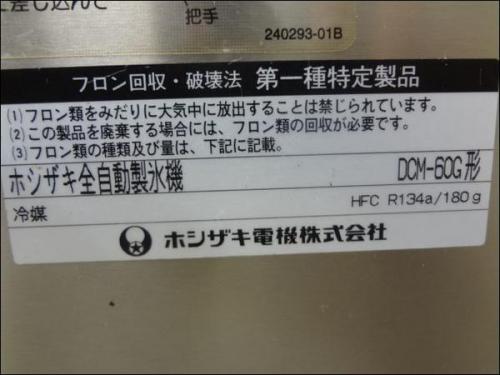 に差し込んで
把手
240293-01B
フロン回収・破壊法 第一種特定製品
(1)フロン類をみだりに大気中に放出することは禁じられています。
(2)この製品を廃棄する場合には、フロン類の回収が必要です。
(3)フロン類の種類及び量は、下記に記載。
ホシザキ全自動製氷機 DCM-60G形
冷媒 HFC R134a/180g
ホシザキ電機株式会社